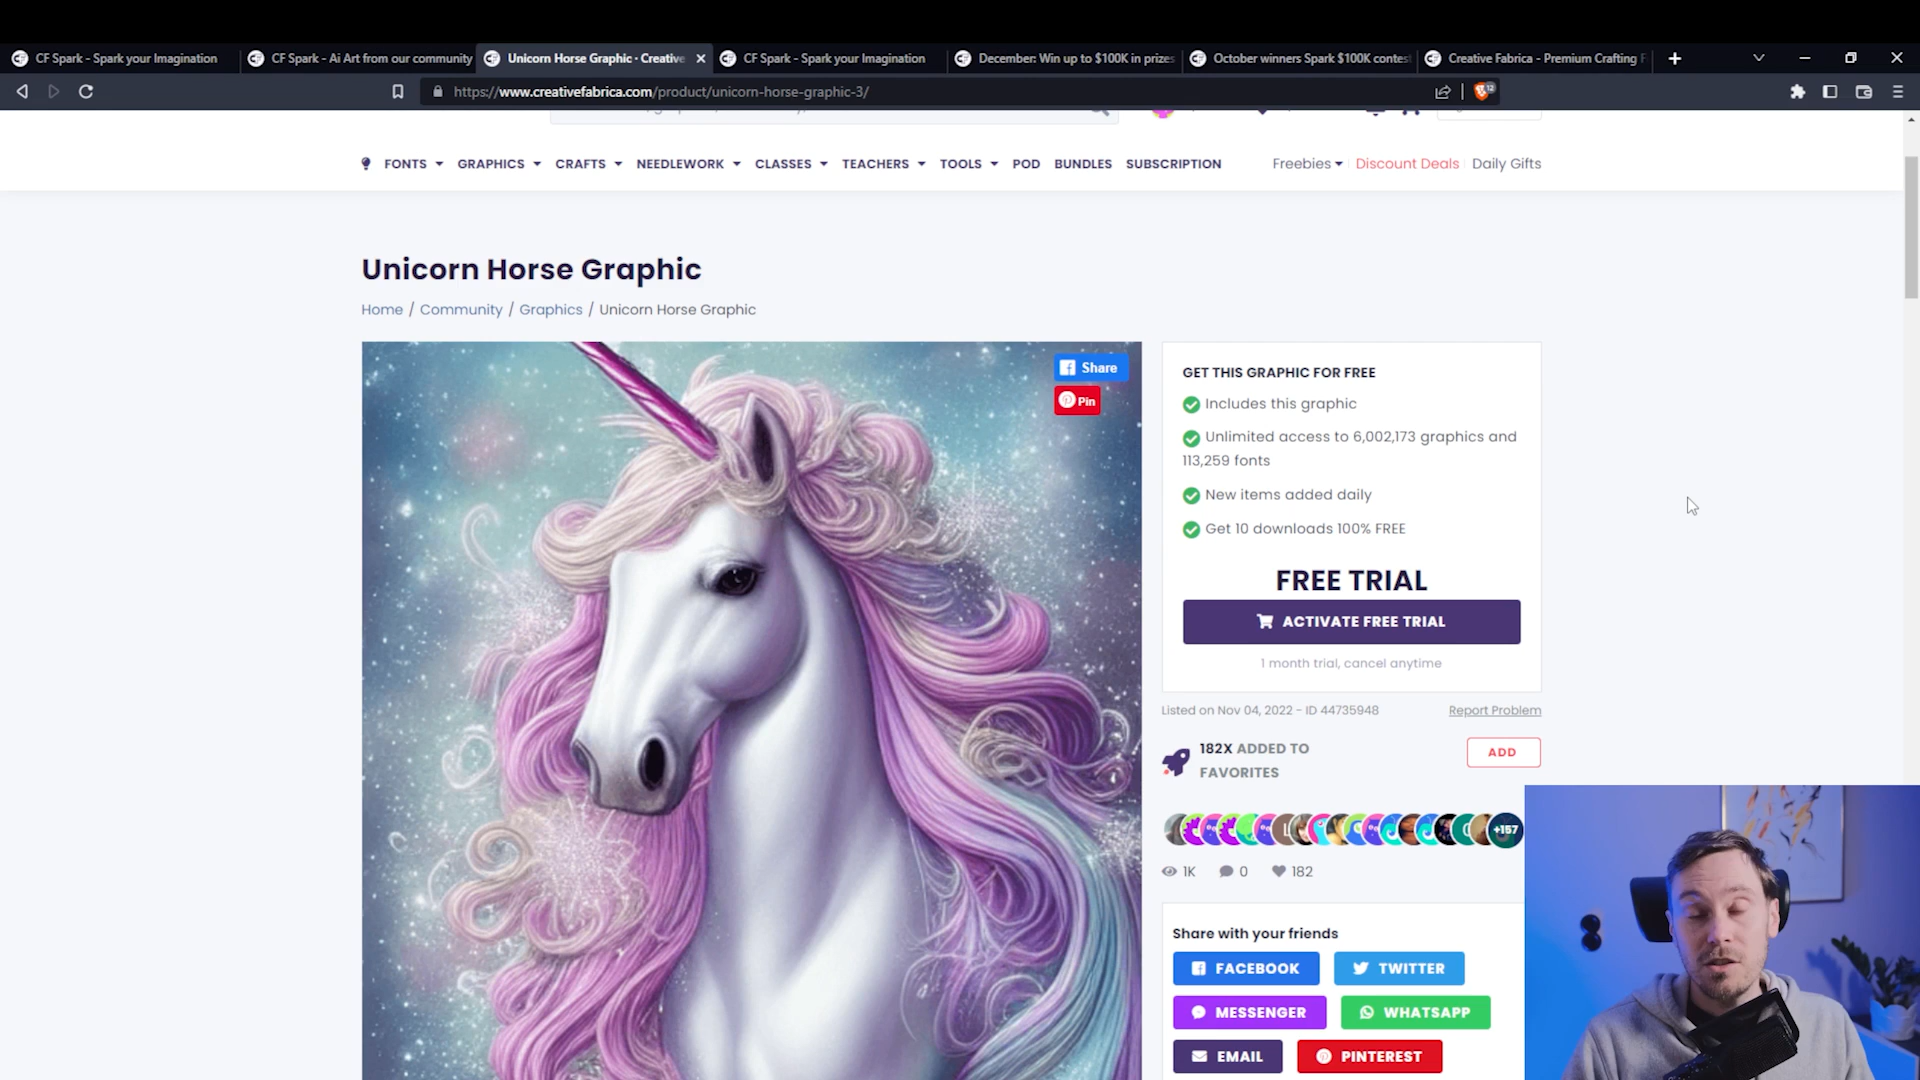 CF Spark - Spark your Imagination
CF Spark - Ai Art from our community
Unicorn Horse Graphic · Creative
CF Spark - Spark your Imagination
December: Win up to $100K in prizes
October winners Spark $100K contest
Creative Fabrica - Premium Crafting F
https://www.creativefabrica.com/product/unicorn-horse-graphic-3/
12
FONTS
GRAPHICS
CRAFTS
NEEDLEWORK
CLASSES
TEACHERS
TOOLS
POD
BUNDLES
SUBSCRIPTION
Freebies
Discount Deals
Daily Gifts
Unicorn Horse Graphic
Home / Community / Graphics / Unicorn Horse Graphic
Share
Pin
GET THIS GRAPHIC FOR FREE
Includes this graphic
Unlimited access to 6,002,173 graphics and
113,259 fonts
New items added daily
Get 10 downloads 100% FREE
FREE TRIAL
ACTIVATE FREE TRIAL
1 month trial, cancel anytime
Listed on Nov 04, 2022 - ID 44735948
Report Problem
182X ADDED TO
FAVORITES
ADD
+157
1K
0
182
Share with your friends
FACEBOOK
TWITTER
MESSENGER
WHATSAPP
EMAIL
PINTEREST